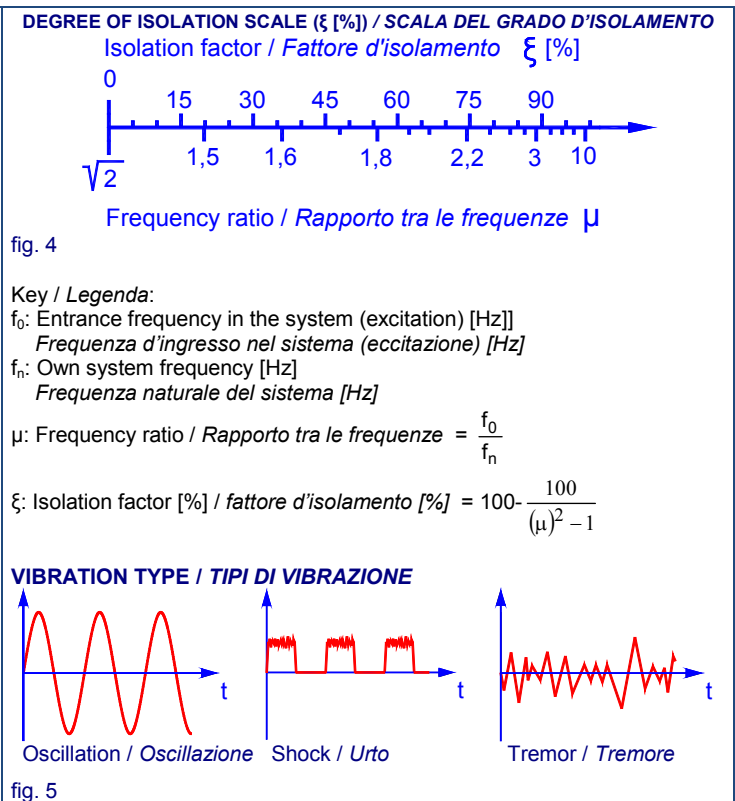 DEGREE OF ISOLATION SCALE (ξ [%]) / SCALA DEL GRADO D'ISOLAMENTO
Isolation factor / Fattore d'isolamento ξ [%]
0
15 30 45 60 75 90
√2 1,5 1,6 1,8 2,2 3 10
Frequency ratio / Rapporto tra le frequenze μ
fig. 4
Key / Legenda:
f₀: Entrance frequency in the system (excitation) [Hz]]
Frequenza d'ingresso nel sistema (eccitazione) [Hz]
fₙ: Own system frequency [Hz]
Frequenza naturale del sistema [Hz]
μ: Frequency ratio / Rapporto tra le frequenze = f₀/fₙ
ξ: Isolation factor [%] / fattore d'isolamento [%] = 100-100/((μ)²−1)
VIBRATION TYPE / TIPI DI VIBRAZIONE
t t t
Oscillation / Oscillazione Shock / Urto Tremor / Tremore
fig. 5